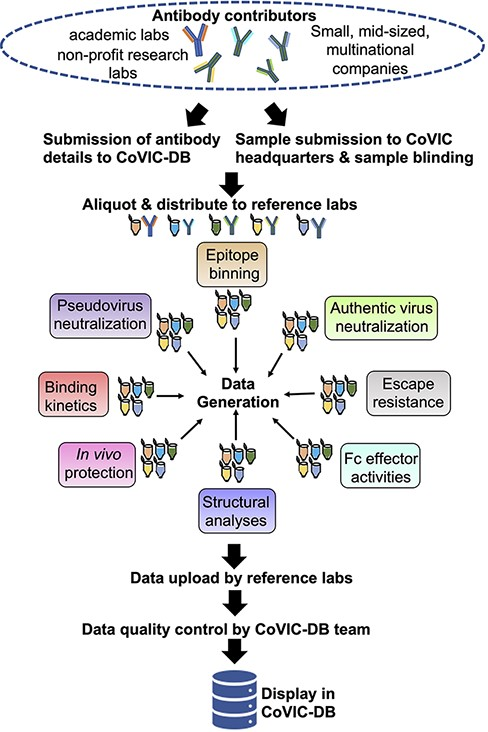 Antibody contributors
academic labs
non-profit research
labs
Small, mid-sized,
multinational
companies
Submission of antibody
details to CoVIC-DB
Sample submission to CoVIC
headquarters & sample blinding
Aliquot & distribute to reference labs
Epitope
binning
Pseudovirus
neutralization
Authentic virus
neutralization
Binding
kinetics
Data
Generation
Escape
resistance
In vivo
protection
Fc effector
activities
Structural
analyses
Data upload by reference labs
Data quality control by CoVIC-DB team
Display in
CoVIC-DB